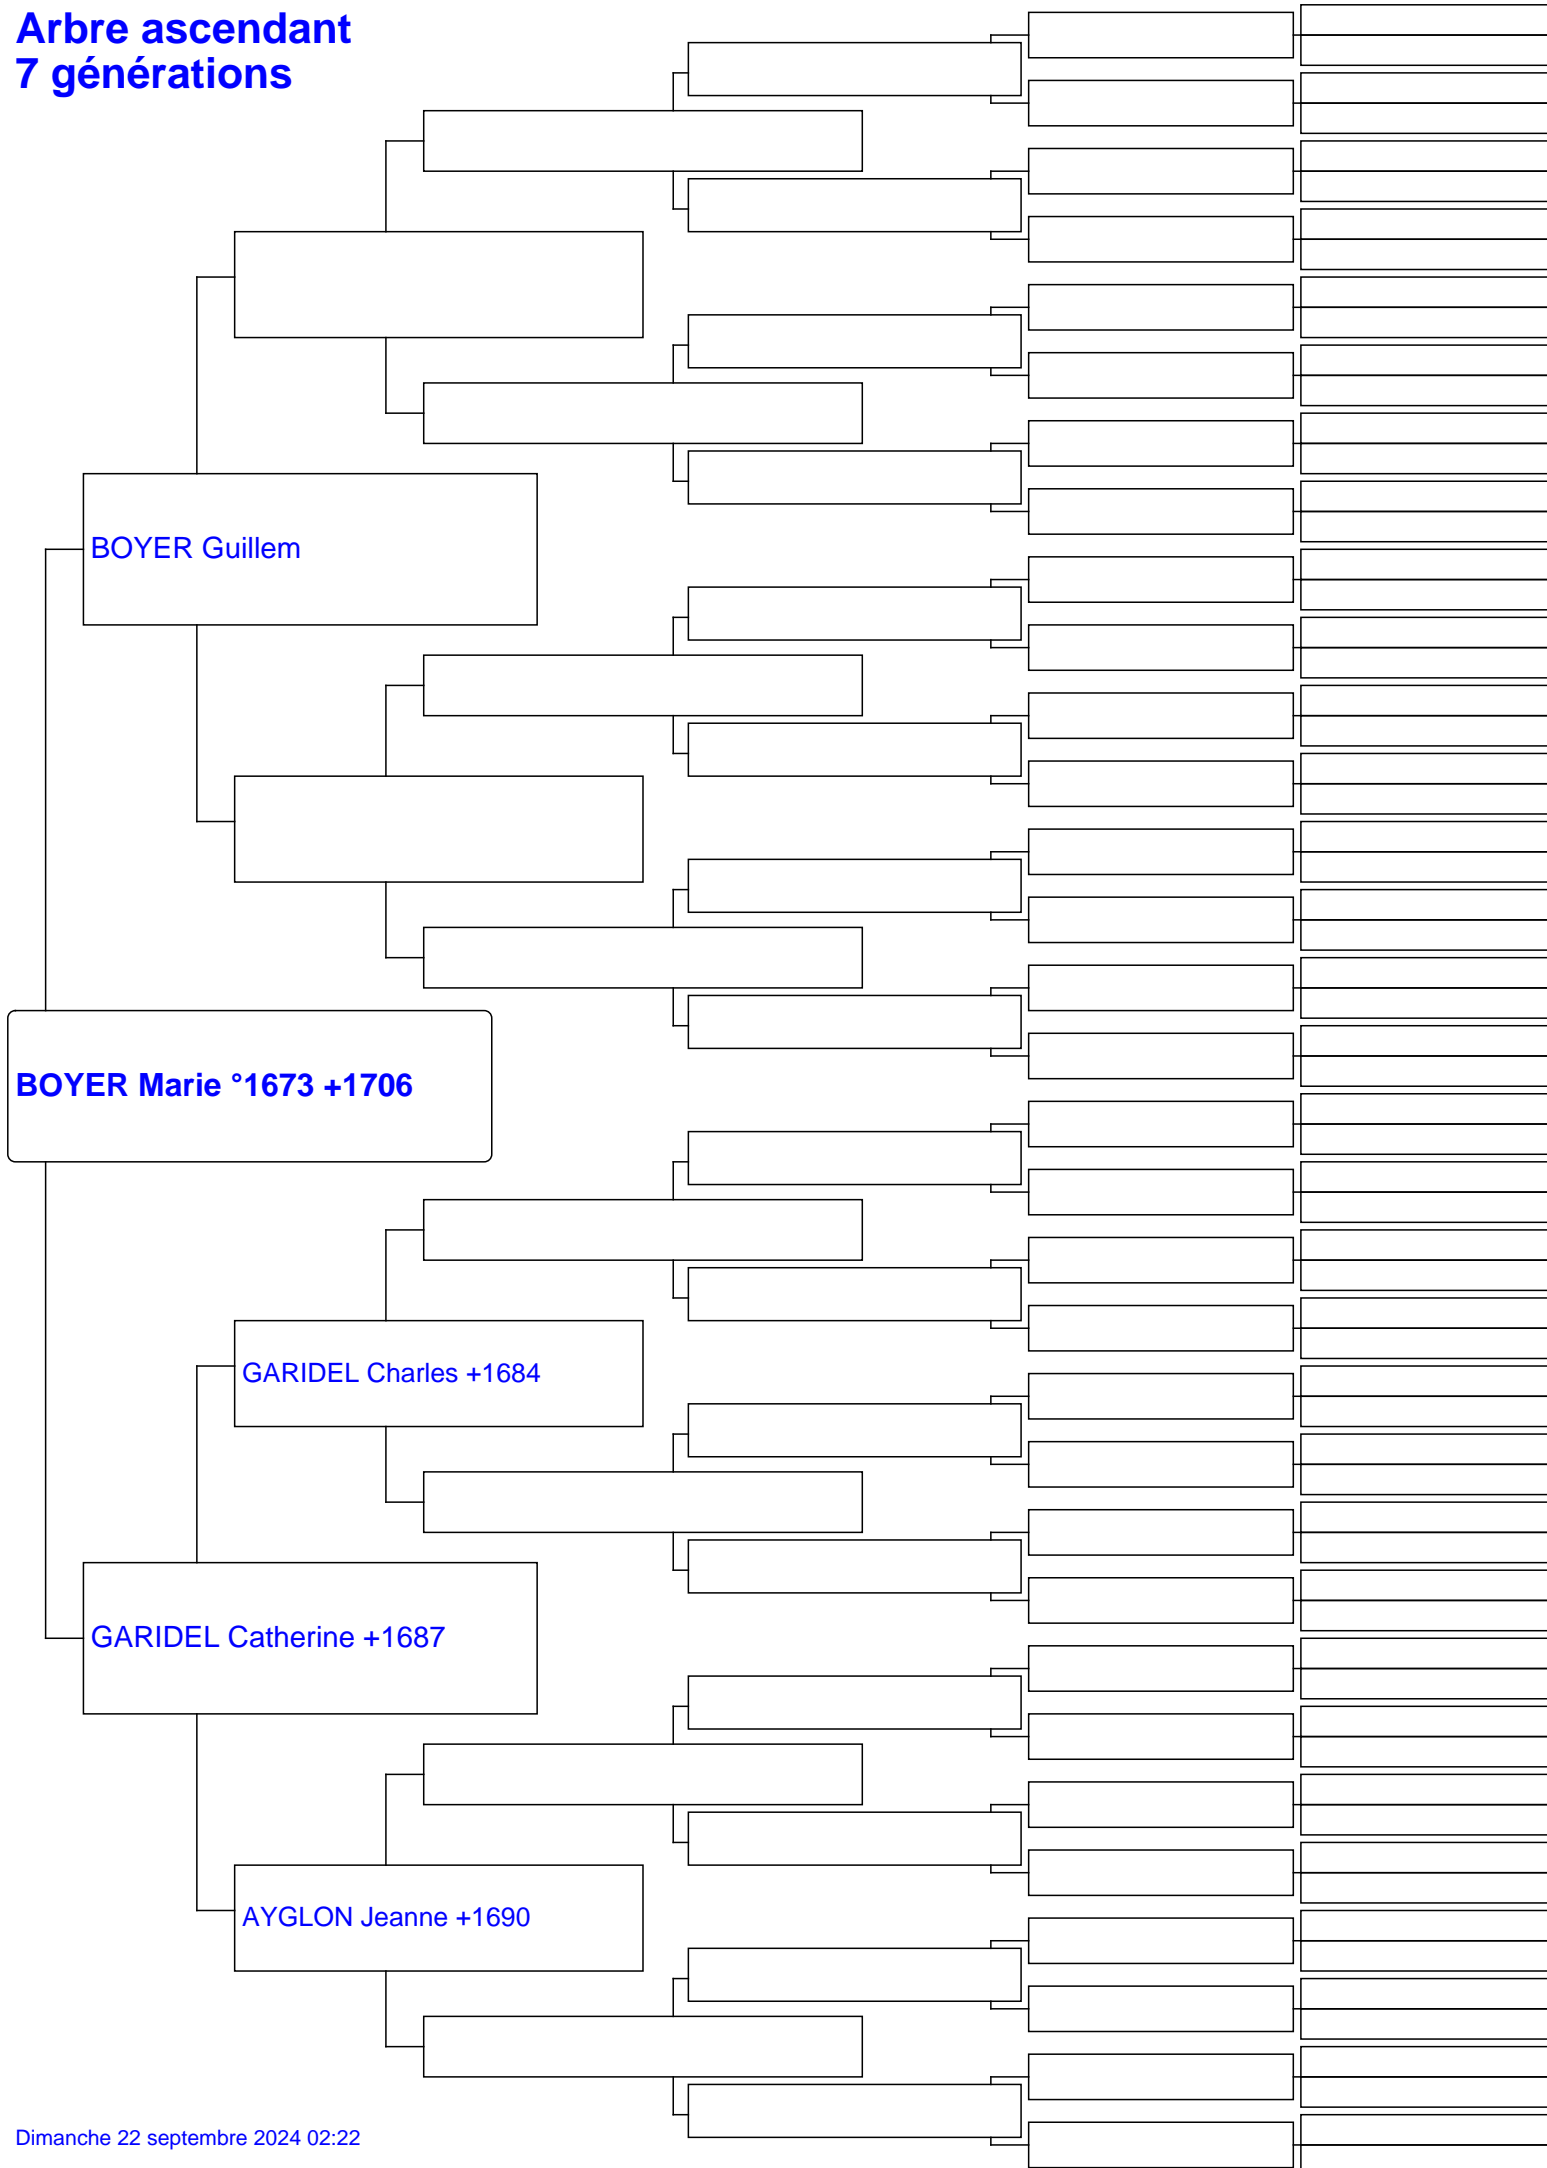 Arbre ascendant
7 générations
BOYER Guillem
BOYER Marie °1673 +1706
GARIDEL Charles +1684
GARIDEL Catherine +1687
AYGLON Jeanne +1690
Dimanche 22 septembre 2024 02:22